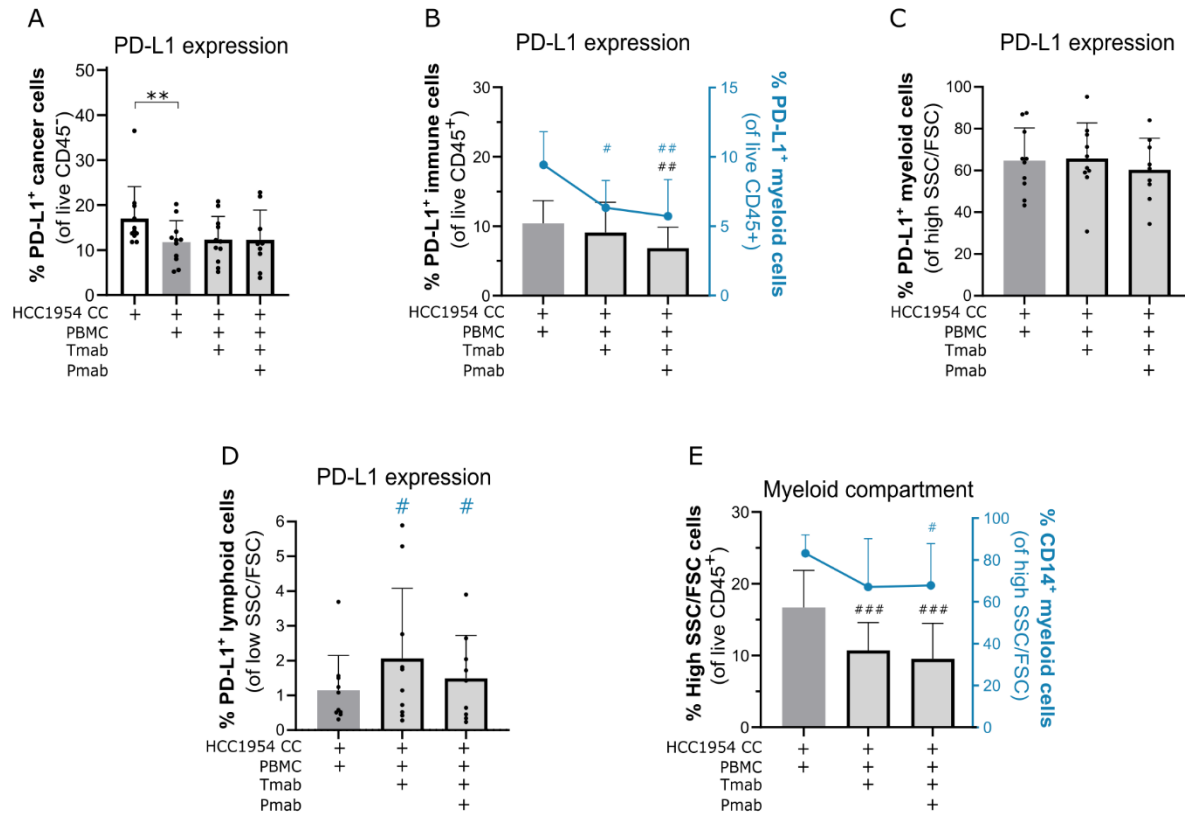 A
PD-L1 expression
% PD-L1+ cancer cells
(of live CD45-)
50
40
30
20
10
0
**
HCC1954 CC + + + +
PBMC + + +
Tmab + +
Pmab +
B
PD-L1 expression
% PD-L1+ immune cells
(of live CD45+)
30
20
10
0
#
##
##
15
10
5
0
% PD-L1+ myeloid cells
(of live CD45+)
HCC1954 CC + + +
PBMC + + +
Tmab + +
Pmab +
C
PD-L1 expression
% PD-L1+ myeloid cells
(of high SSC/FSC)
100
80
60
40
20
0
HCC1954 CC + + +
PBMC + + +
Tmab + +
Pmab +
D
PD-L1 expression
% PD-L1+ lymphoid cells
(of low SSC/FSC)
6
5
4
3
2
1
0
# #
HCC1954 CC + + +
PBMC + + +
Tmab + +
Pmab +
E
Myeloid compartment
% High SSC/FSC cells
(of live CD45+)
30
20
10
0
#
### ###
100
80
60
40
20
0
% CD14+ myeloid cells
(of high SSC/FSC)
HCC1954 CC + + +
PBMC + + +
Tmab + +
Pmab +